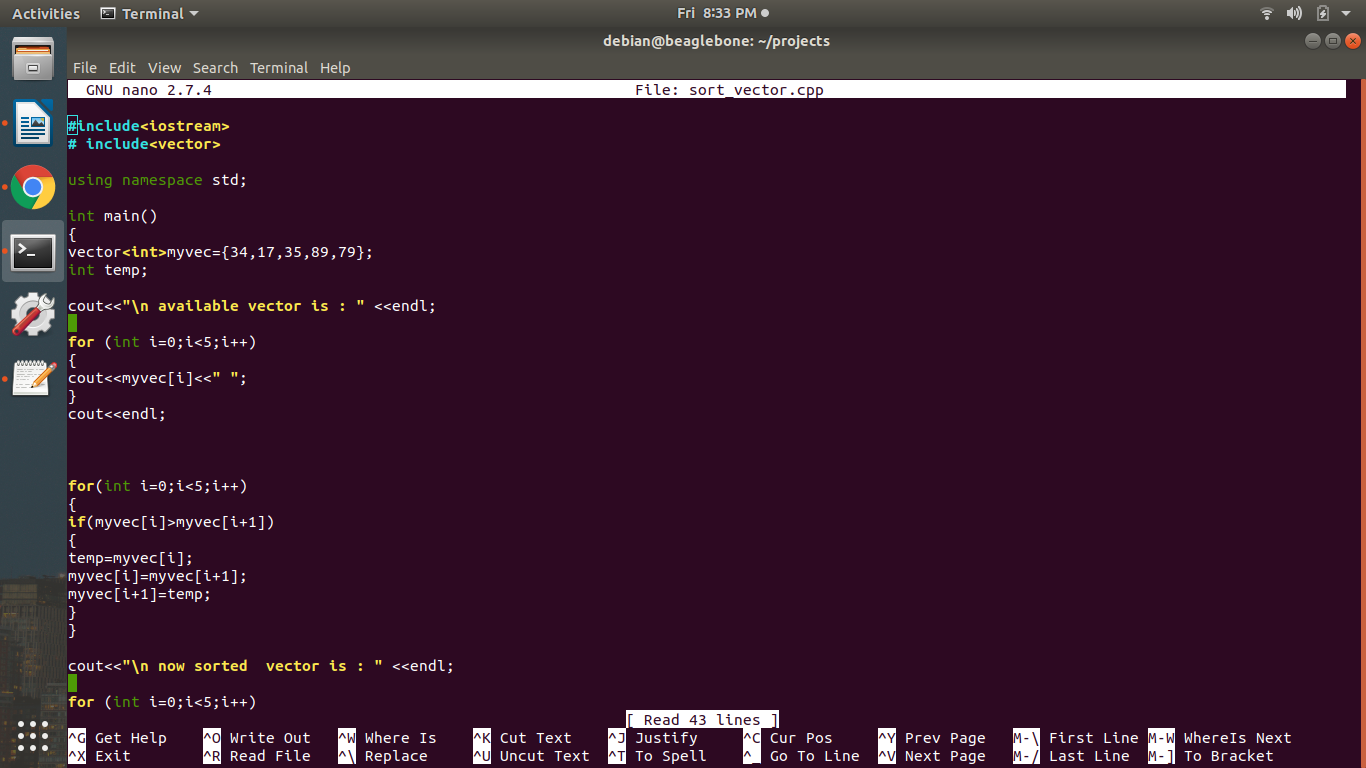 Activities Terminal Fri 8:33 PM
debian@beaglebone: ~/projects
File Edit View Search Terminal Help
GNU nano 2.7.4 File: sort_vector.cpp
#include<iostream>
# include<vector>
using namespace std;
int main()
{
vector<int>myvec={34,17,35,89,79};
int temp;
cout<<"\n available vector is : " <<endl;
for (int i=0;i<5;i++)
{
cout<<myvec[i]<<" ";
}
cout<<endl;
for(int i=0;i<5;i++)
{
if(myvec[i]>myvec[i+1])
{
temp=myvec[i];
myvec[i]=myvec[i+1];
myvec[i+1]=temp;
}
}
cout<<"\n now sorted  vector is : " <<endl;
for (int i=0;i<5;i++)
[ Read 43 lines ]
^G Get Help ^O Write Out ^W Where Is ^K Cut Text ^J Justify ^C Cur Pos ^Y Prev Page M-\ First Line M-W WhereIs Next
^X Exit ^R Read File ^\ Replace ^U Uncut Text ^T To Spell ^_ Go To Line ^V Next Page M-/ Last Line M-] To Bracket